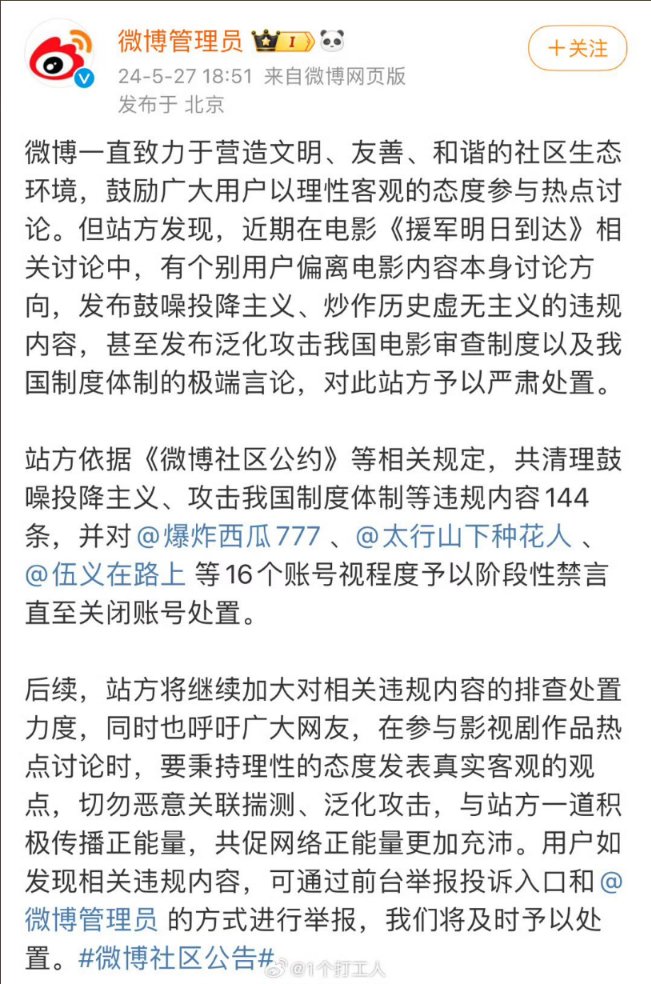 微博管理员 I
24-5-27 18:51 来自微博网页版
发布于 北京
+关注
微博一直致力于营造文明、友善、和谐的社区生态
环境，鼓励广大用户以理性客观的态度参与热点讨
论。但站方发现，近期在电影《援军明日到达》相
关讨论中，有个别用户偏离电影内容本身讨论方
向，发布鼓噪投降主义、炒作历史虚无主义的违规
内容，甚至发布泛化攻击我国电影审查制度以及我
国制度体制的极端言论，对此站方予以严肃处置。
站方依据《微博社区公约》等相关规定，共清理鼓
噪投降主义、攻击我国制度体制等违规内容144
条，并对 @爆炸西瓜777 、@太行山下种花人 、
@伍义在路上 等16个账号视程度予以阶段性禁言
直至关闭账号处置。
后续，站方将继续加大对相关违规内容的排查处置
力度，同时也呼吁广大网友，在参与影视剧作品热
点讨论时，要秉持理性的态度发表真实客观的观
点，切勿恶意关联揣测、泛化攻击，与站方一道积
极传播正能量，共促网络正能量更加充沛。用户如
发现相关违规内容，可通过前台举报投诉入口和@
微博管理员 的方式进行举报，我们将及时予以处
置。#微博社区公告#
@1个打工人